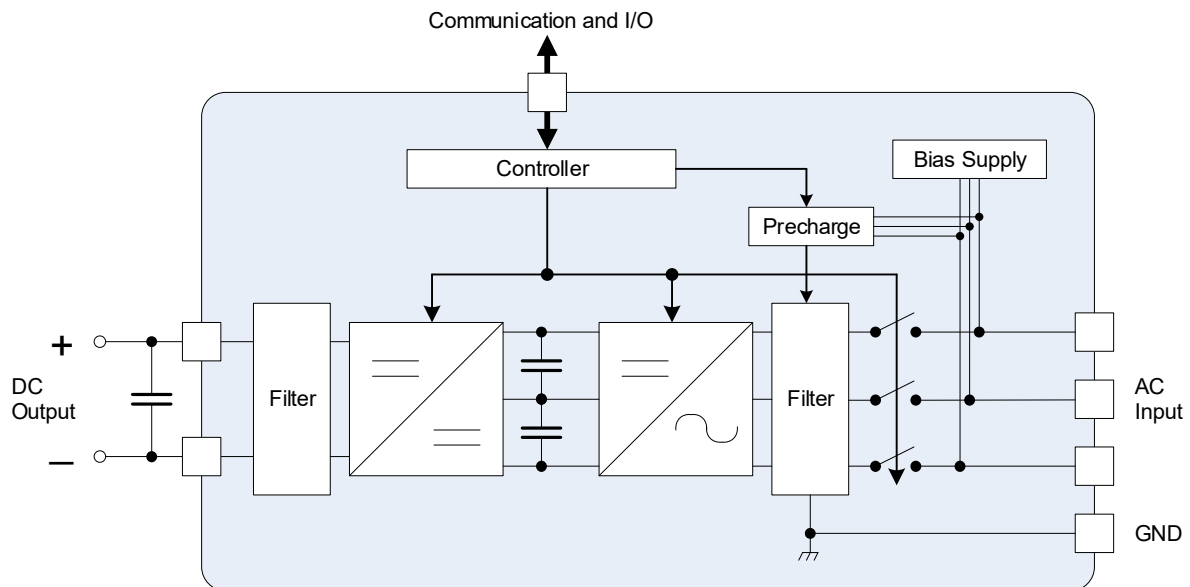 Communication and I/O
Controller
Bias Supply
Precharge
+
DC
Output
–
Filter
Filter
AC
Input
GND